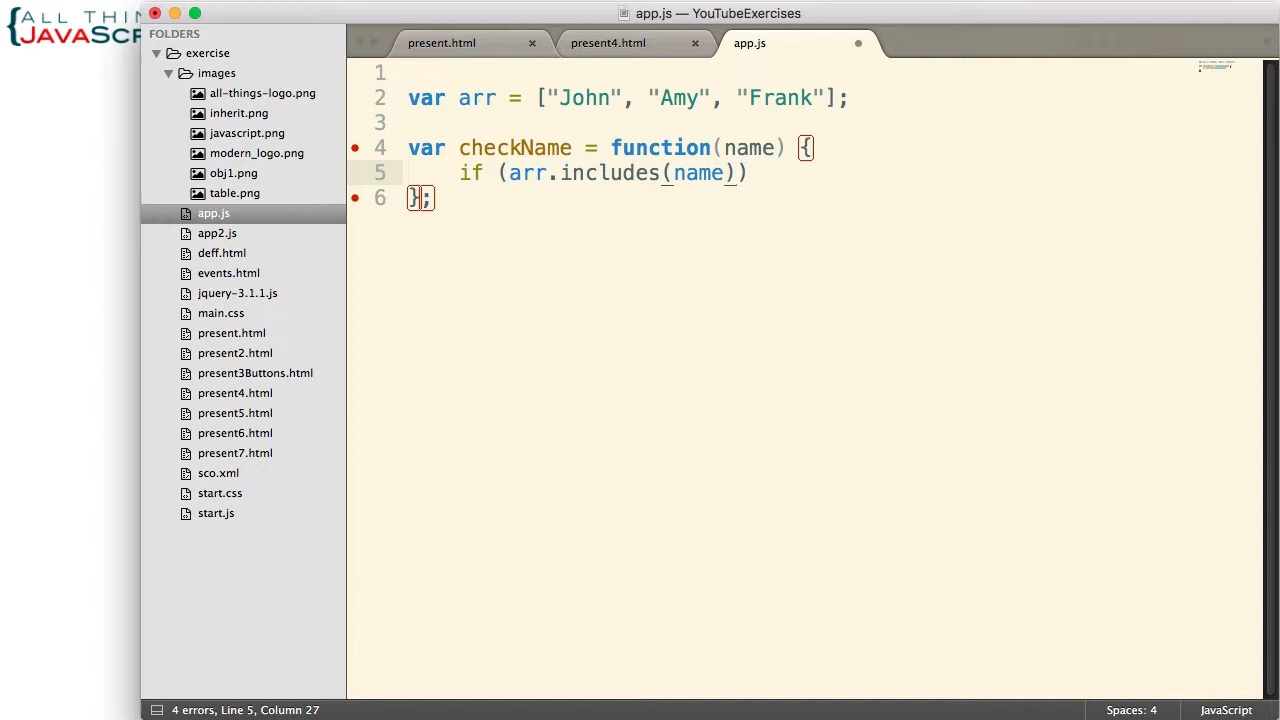 {ALL THIN
JAVASCR
app.js — YouTubeExercises
FOLDERS
exercise
images
all-things-logo.png
inherit.png
javascript.png
modern_logo.png
obj1.png
table.png
app.js
app2.js
deff.html
events.html
jquery-3.1.1.js
main.css
present.html
present2.html
present3Buttons.html
present4.html
present5.html
present6.html
present7.html
sco.xml
start.css
start.js
present.html ×
present4.html ×
app.js
1
2 var arr = ["John", "Amy", "Frank"];
3
4 var checkName = function(name) {
5 if (arr.includes(name))
6 };
4 errors, Line 5, Column 27
Spaces: 4
JavaScript